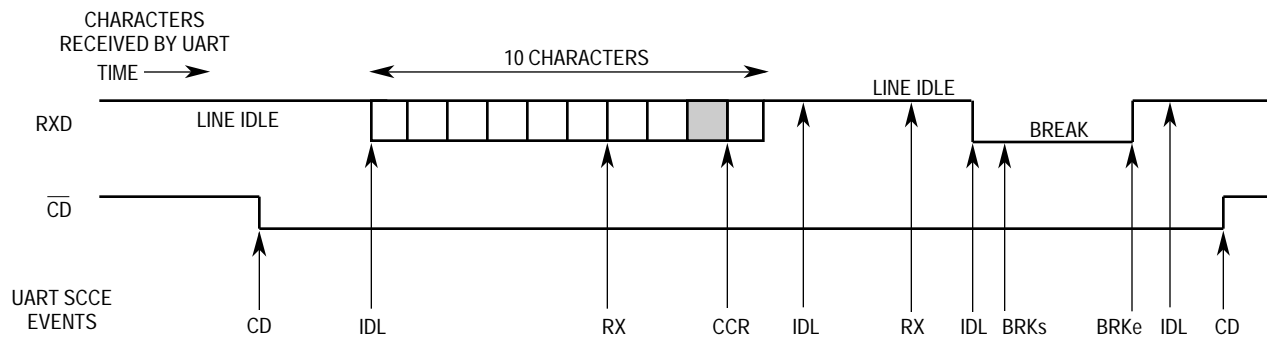 CHARACTERS
RECEIVED BY UART
TIME
10 CHARACTERS
RXD
LINE IDLE
LINE IDLE
BREAK
CD
UART SCCE
EVENTS
CD
IDL
RX
CCR
IDL
RX
IDL
BRKs
BRKe
IDL
CD